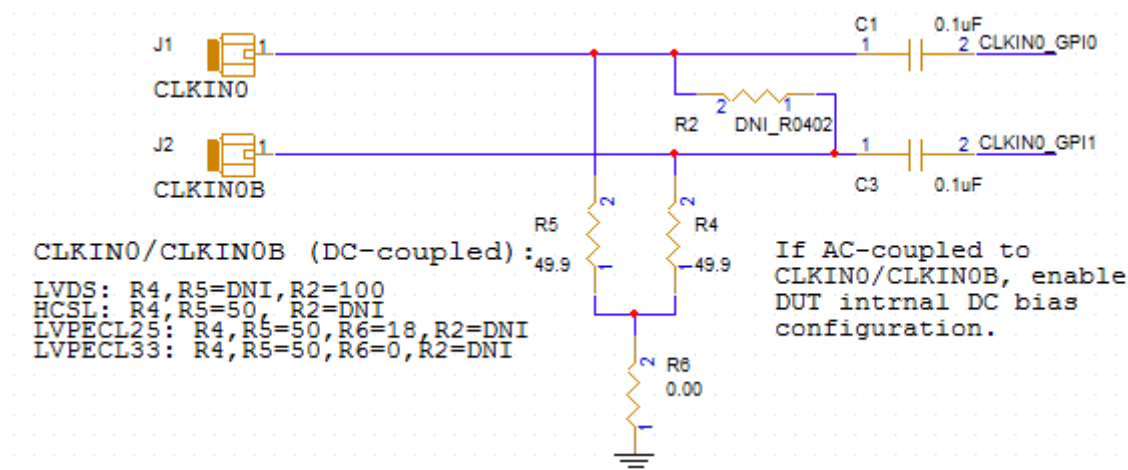 J1
1
CLKIN0
C1
0.1uF
1
2
CLKIN0_GPI0
2
1
R2
DNI_R0402
J2
1
CLKIN0B
1
2
CLKIN0_GPI1
C3
0.1uF
2
2
R5
R4
49.9
1
1
49.9
CLKIN0/CLKIN0B (DC-coupled):
LVDS: R4,R5=DNI,R2=100
HCSL: R4,R5=50, R2=DNI
LVPECL25: R4,R5=50,R6=18,R2=DNI
LVPECL33: R4,R5=50,R6=0,R2=DNI
If AC-coupled to
CLKIN0/CLKIN0B, enable
DUT intrnal DC bias
configuration.
2
R6
0.00
1